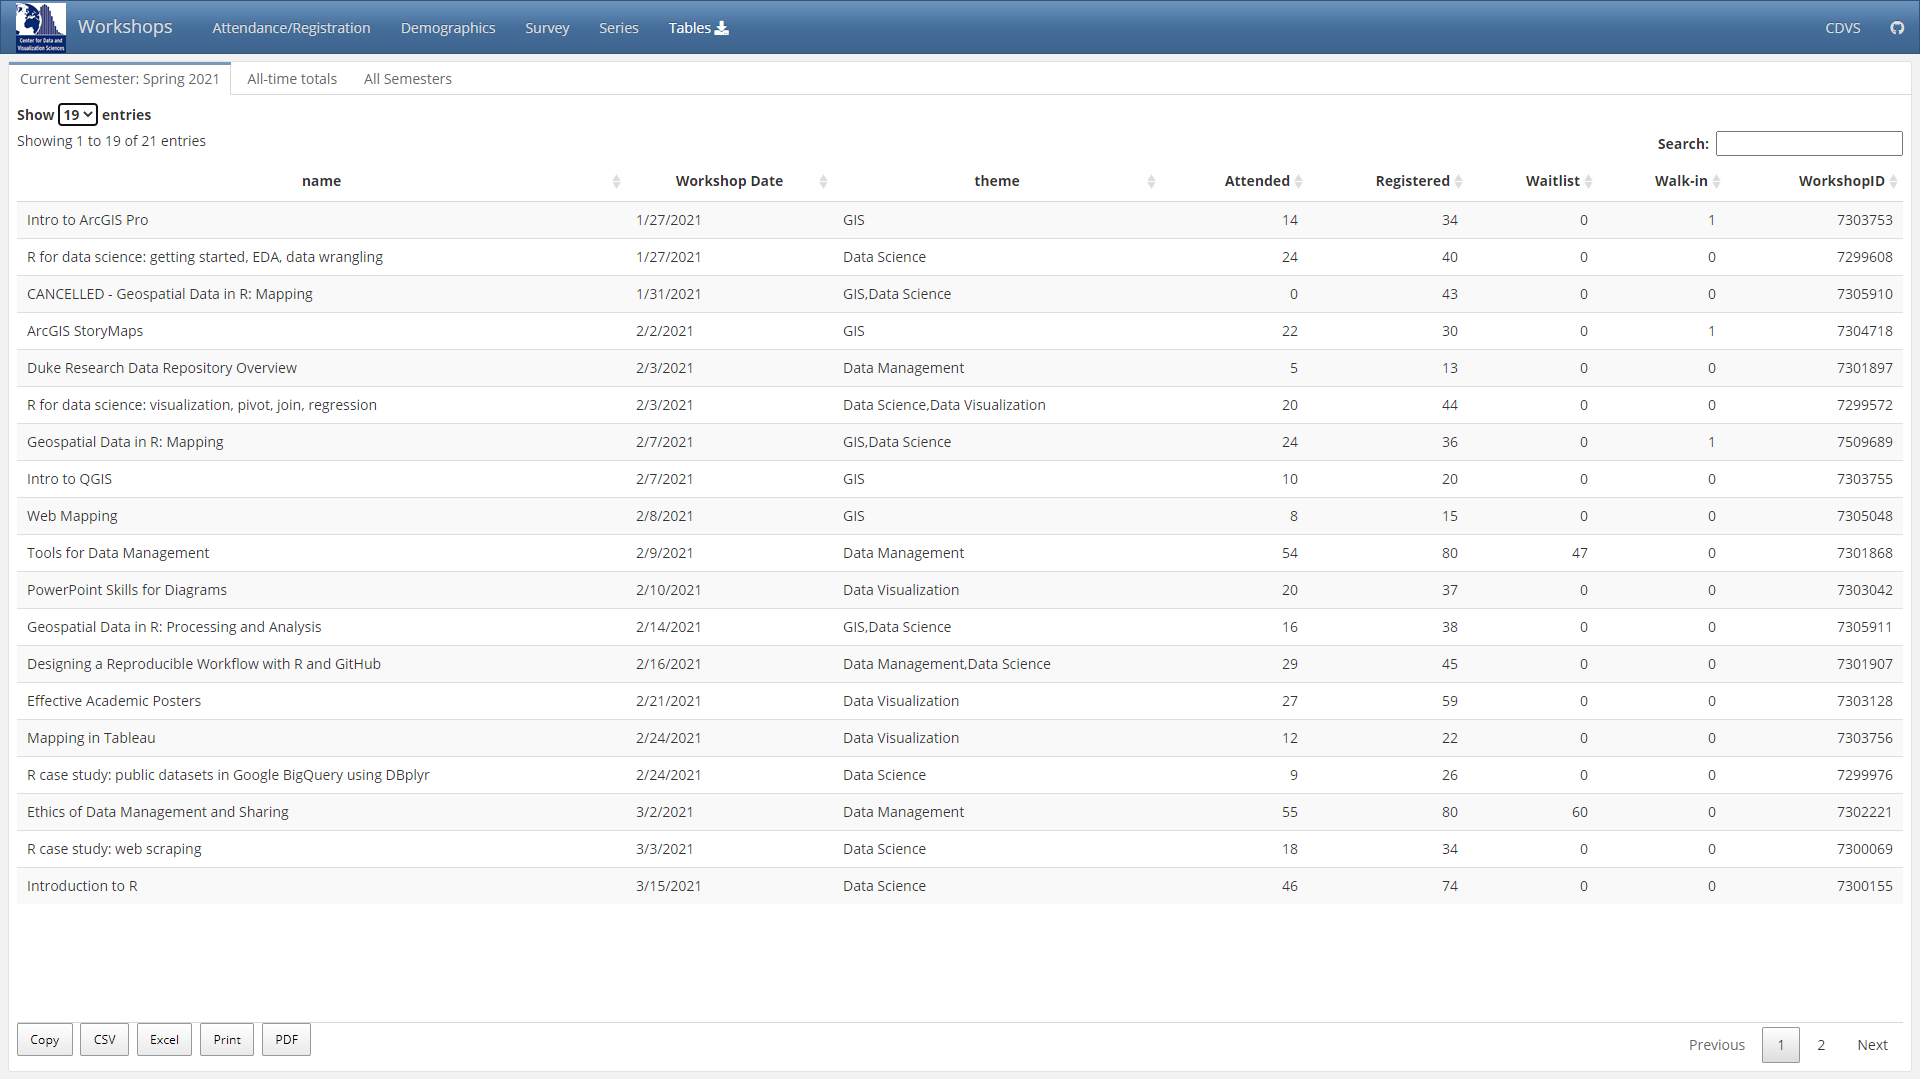 Center for Data and
Visualization Sciences
Workshops Attendance/Registration Demographics Survey Series Tables CDVS
Current Semester: Spring 2021 All-time totals All Semesters
Show 19 entries
Showing 1 to 19 of 21 entries
Search:
name Workshop Date theme Attended Registered Waitlist Walk-in WorkshopID
Intro to ArcGIS Pro 1/27/2021 GIS 14 34 0 1 7303753
R for data science: getting started, EDA, data wrangling 1/27/2021 Data Science 24 40 0 0 7299608
CANCELLED - Geospatial Data in R: Mapping 1/31/2021 GIS,Data Science 0 43 0 0 7305910
ArcGIS StoryMaps 2/2/2021 GIS 22 30 0 1 7304718
Duke Research Data Repository Overview 2/3/2021 Data Management 5 13 0 0 7301897
R for data science: visualization, pivot, join, regression 2/3/2021 Data Science,Data Visualization 20 44 0 0 7299572
Geospatial Data in R: Mapping 2/7/2021 GIS,Data Science 24 36 0 1 7509689
Intro to QGIS 2/7/2021 GIS 10 20 0 0 7303755
Web Mapping 2/8/2021 GIS 8 15 0 0 7305048
Tools for Data Management 2/9/2021 Data Management 54 80 47 0 7301868
PowerPoint Skills for Diagrams 2/10/2021 Data Visualization 20 37 0 0 7303042
Geospatial Data in R: Processing and Analysis 2/14/2021 GIS,Data Science 16 38 0 0 7305911
Designing a Reproducible Workflow with R and GitHub 2/16/2021 Data Management,Data Science 29 45 0 0 7301907
Effective Academic Posters 2/21/2021 Data Visualization 27 59 0 0 7303128
Mapping in Tableau 2/24/2021 Data Visualization 12 22 0 0 7303756
R case study: public datasets in Google BigQuery using DBplyr 2/24/2021 Data Science 9 26 0 0 7299976
Ethics of Data Management and Sharing 3/2/2021 Data Management 55 80 60 0 7302221
R case study: web scraping 3/3/2021 Data Science 18 34 0 0 7300069
Introduction to R 3/15/2021 Data Science 46 74 0 0 7300155
Copy CSV Excel Print PDF Previous 1 2 Next